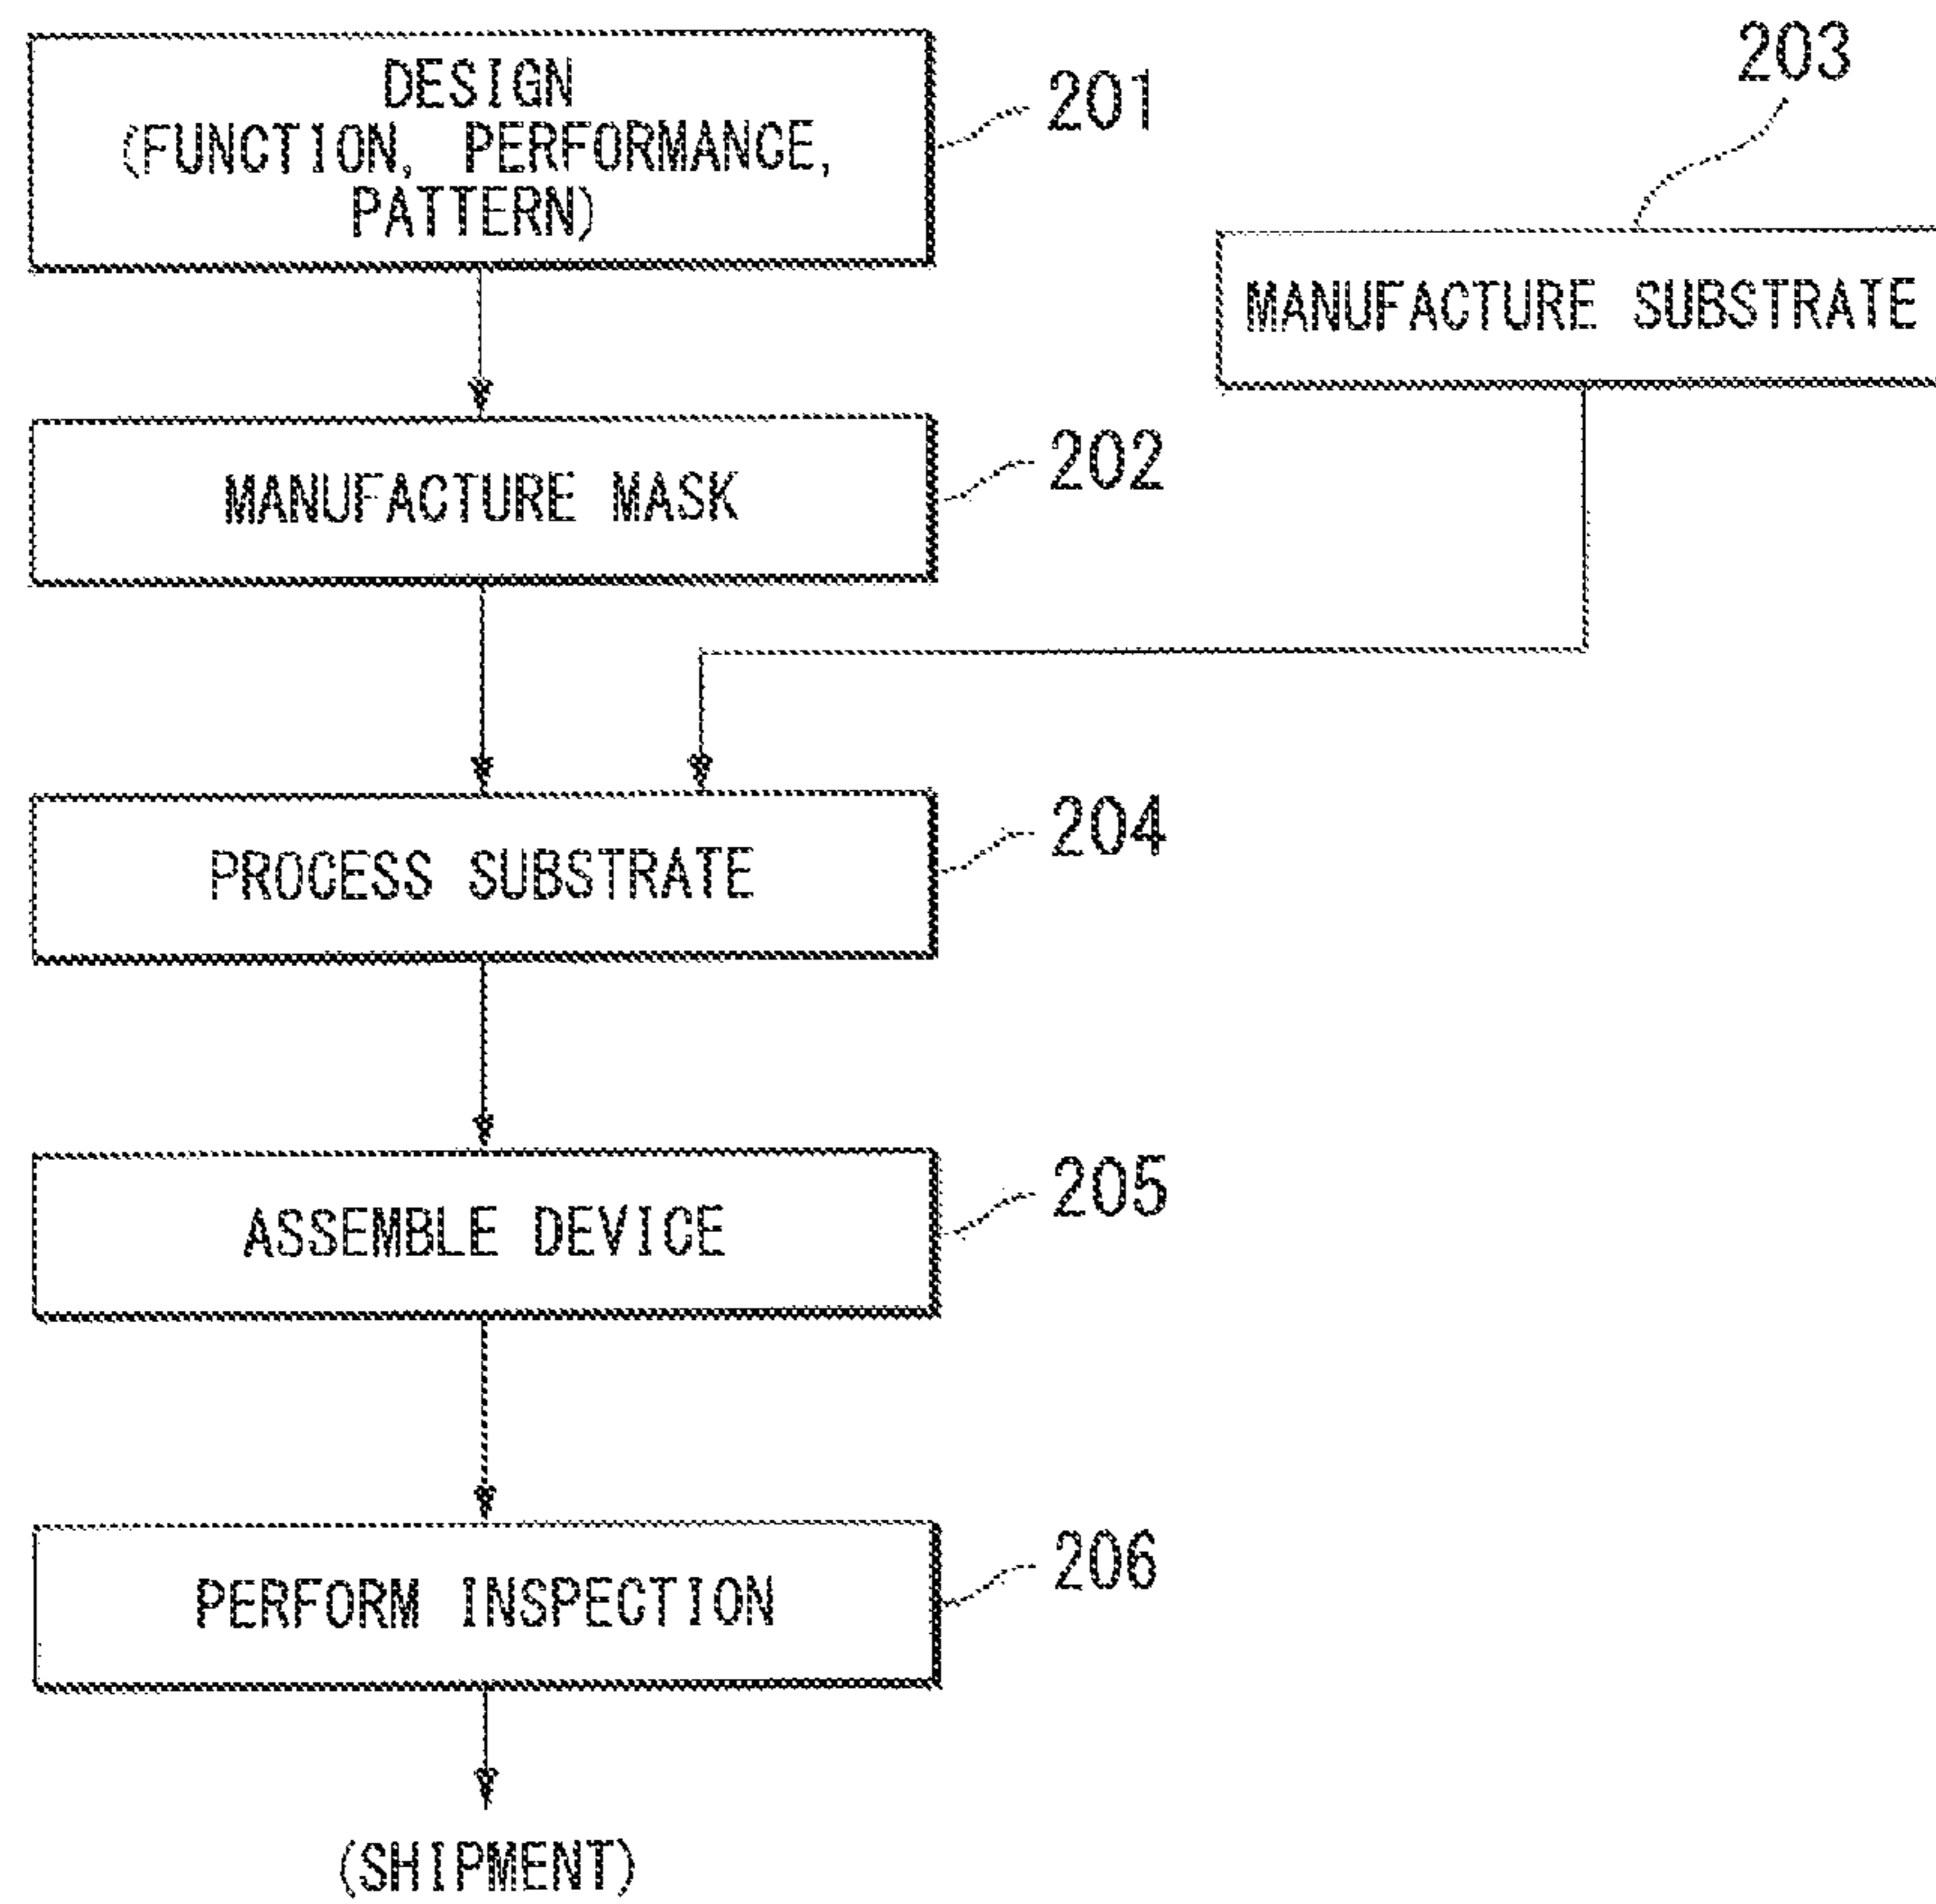 DESIGN
(FUNCTION, PERFORMANCE,
PATTERN)
201
203
MANUFACTURE SUBSTRATE
MANUFACTURE MASK
202
PROCESS SUBSTRATE
204
ASSEMBLE DEVICE
205
PERFORM INSPECTION
206
(SHIPMENT)